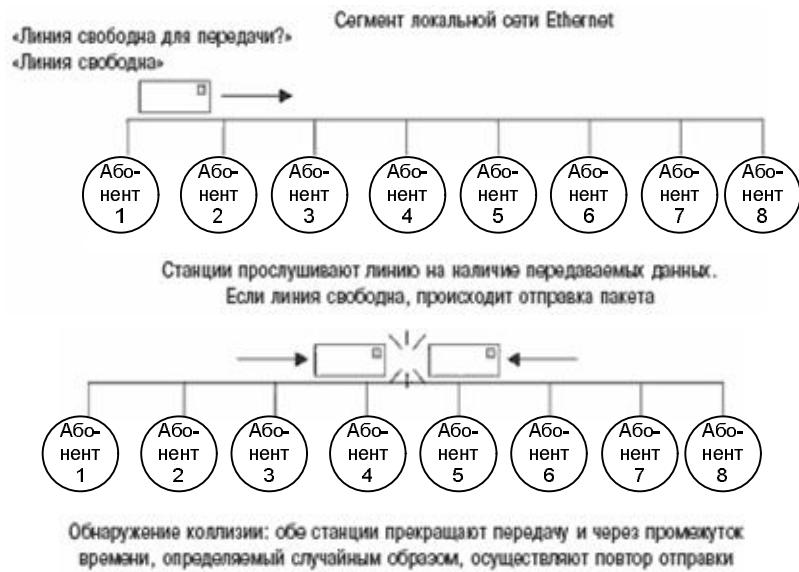 Сегмент локальной сети Ethernet
«Линия свободна для передачи?»
«Линия свободна»
Або-
нент
1
Або-
нент
2
Або-
нент
3
Або-
нент
4
Або-
нент
5
Або-
нент
6
Або-
нент
7
Або-
нент
8
Станции прослушивают линию на наличие передаваемых данных.
Если линия свободна, происходит отправка пакета
Або-
нент
1
Або-
нент
2
Або-
нент
3
Або-
нент
4
Або-
нент
5
Або-
нент
6
Або-
нент
7
Або-
нент
8
Обнаружение коллизии: обе станции прекращают передачу и через промежуток
времени, определяемый случайным образом, осуществляют повтор отправки